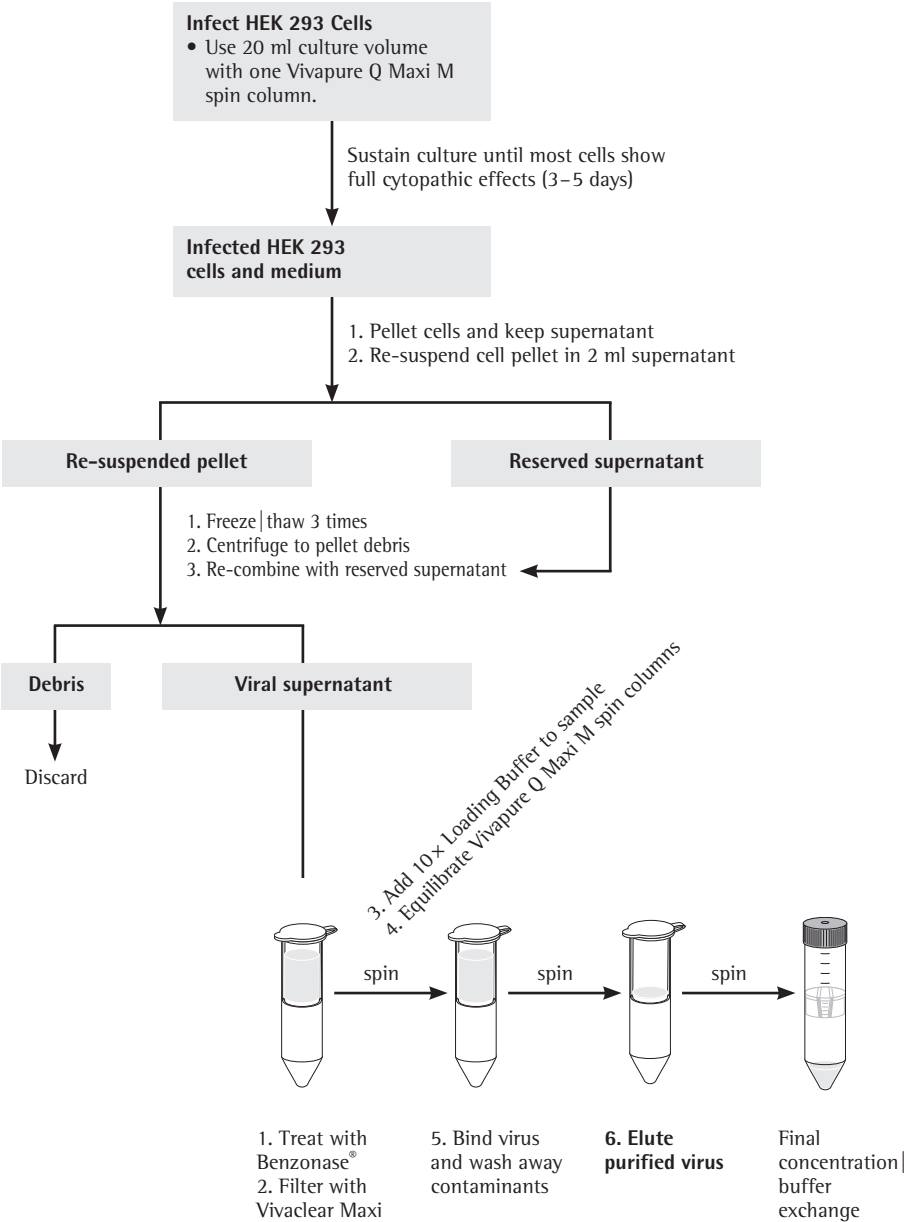 Infect HEK 293 Cells
• Use 20 ml culture volume
with one Vivapure Q Maxi M
spin column.
Sustain culture until most cells show
full cytopathic effects (3–5 days)
Infected HEK 293
cells and medium
1. Pellet cells and keep supernatant
2. Re-suspend cell pellet in 2 ml supernatant
Re-suspended pellet
Reserved supernatant
1. Freeze|thaw 3 times
2. Centrifuge to pellet debris
3. Re-combine with reserved supernatant
Debris
Viral supernatant
Discard
3. Add 10× Loading Buffer to sample
4. Equilibrate Vivapure Q Maxi M spin columns
spin
spin
spin
1. Treat with
Benzonase®
2. Filter with
Vivaclear Maxi
5. Bind virus
and wash away
contaminants
6. Elute
purified virus
Final
concentration|
buffer
exchange